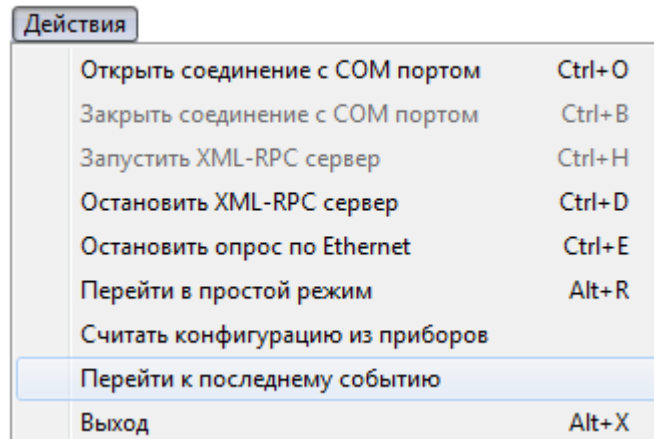 Действия
Открыть соединение с COM портом Ctrl+O
Закрыть соединение с COM портом Ctrl+B
Запустить XML-RPC сервер Ctrl+H
Остановить XML-RPC сервер Ctrl+D
Остановить опрос по Ethernet Ctrl+E
Перейти в простой режим Alt+R
Считать конфигурацию из приборов
Перейти к последнему событию
Выход Alt+X